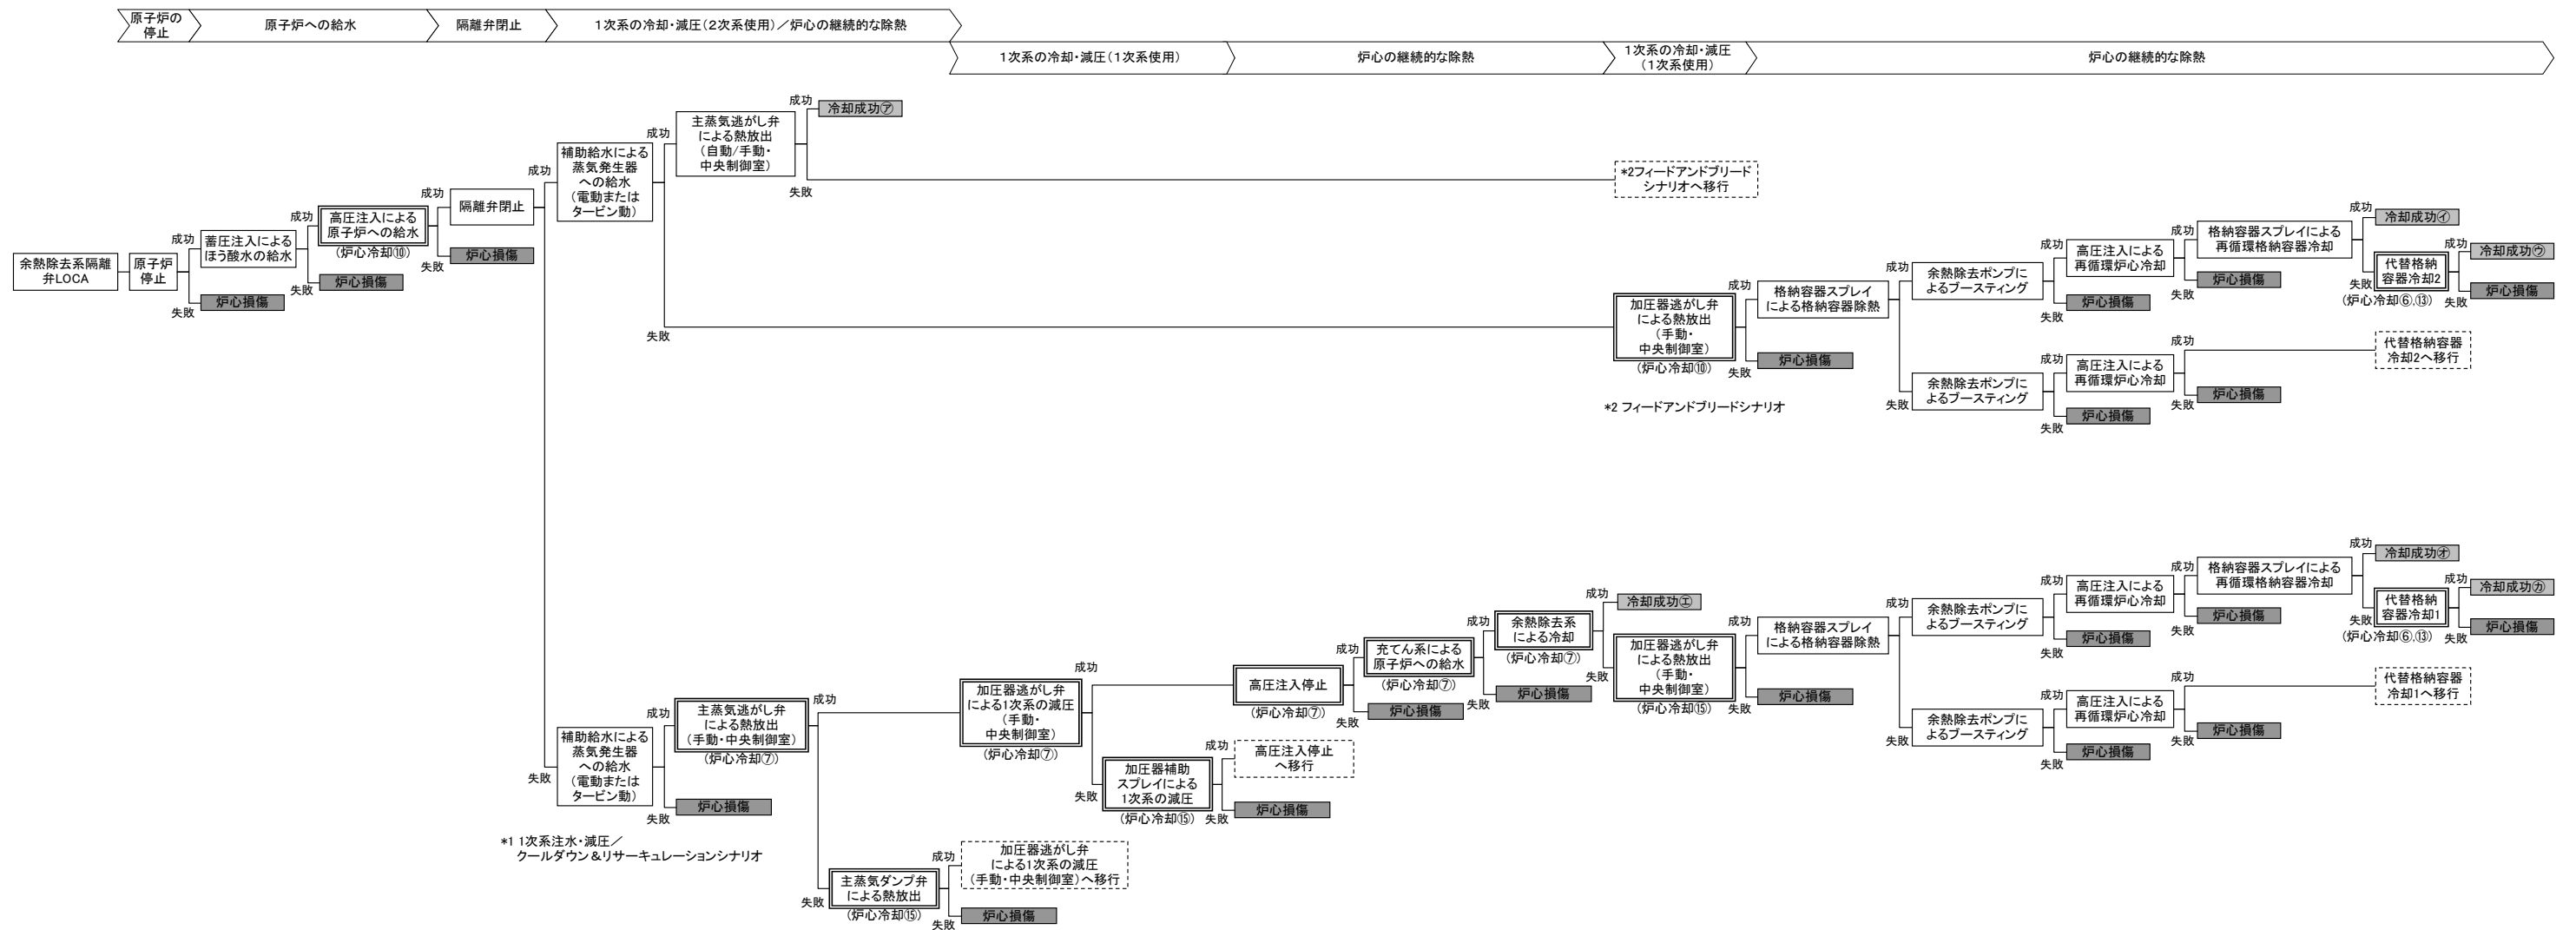 原子炉の
停止
原子炉への給水
隔離弁閉止
1次系の冷却・減圧（2次系使用）／炉心の継続的な除熱
1次系の冷却・減圧（1次系使用）
炉心の継続的な除熱
1次系の冷却・減圧
（1次系使用）
炉心の継続的な除熱
余熱除去系隔離
弁LOCA
原子炉
停止
成功
失敗
蓄圧注入による
ほう酸水の給水
炉心損傷
成功
失敗
高圧注入による
原子炉への給水
（炉心冷却⑩）
炉心損傷
成功
失敗
隔離弁閉止
炉心損傷
成功
失敗
補助給水による
蒸気発生器
への給水
（電動または
タービン動）
成功
失敗
主蒸気逃がし弁
による熱放出
（自動/手動・
中央制御室）
成功
失敗
冷却成功㋐
*2フィードアンドブリード
シナリオへ移行
加圧器逃がし弁
による熱放出
（手動・
中央制御室）
（炉心冷却⑩）
*2 フィードアンドブリードシナリオ
成功
失敗
格納容器スプレイ
による格納容器除熱
炉心損傷
成功
失敗
余熱除去ポンプに
よるブースティング
成功
失敗
高圧注入による
再循環炉心冷却
炉心損傷
成功
失敗
格納容器スプレイによる
再循環格納容器冷却
炉心損傷
成功
失敗
冷却成功㋑
代替格納
容器冷却2
（炉心冷却⑥,⑬）
成功
失敗
冷却成功㋒
炉心損傷
余熱除去ポンプに
よるブースティング
成功
失敗
高圧注入による
再循環炉心冷却
炉心損傷
成功
失敗
代替格納容器
冷却2へ移行
炉心損傷
補助給水による
蒸気発生器
への給水
（電動または
タービン動）
*1 1次系注水・減圧／
クールダウン＆リサーキュレーションシナリオ
成功
失敗
主蒸気逃がし弁
による熱放出
（手動・中央制御室）
（炉心冷却⑦）
炉心損傷
成功
失敗
主蒸気ダンプ弁
による熱放出
（炉心冷却⑮）
成功
失敗
加圧器逃がし弁
による1次系の減圧
（手動・中央制御室）へ移行
炉心損傷
加圧器逃がし弁
による1次系の減圧
（手動・
中央制御室）
（炉心冷却⑦）
成功
失敗
加圧器補助
スプレイによる
1次系の減圧
（炉心冷却⑮）
成功
失敗
高圧注入停止
へ移行
炉心損傷
高圧注入停止
（炉心冷却⑦）
成功
失敗
充てん系による
原子炉への給水
（炉心冷却⑦）
炉心損傷
成功
失敗
余熱除去系
による冷却
（炉心冷却⑦）
炉心損傷
成功
失敗
冷却成功㋓
加圧器逃がし弁
による熱放出
（手動・
中央制御室）
（炉心冷却⑮）
成功
失敗
格納容器スプレイ
による格納容器除熱
炉心損傷
成功
失敗
余熱除去ポンプに
よるブースティング
成功
失敗
高圧注入による
再循環炉心冷却
炉心損傷
成功
失敗
格納容器スプレイによる
再循環格納容器冷却
炉心損傷
成功
失敗
冷却成功㋔
代替格納
容器冷却1
（炉心冷却⑥,⑬）
成功
失敗
冷却成功㋕
炉心損傷
余熱除去ポンプに
よるブースティング
成功
失敗
高圧注入による
再循環炉心冷却
炉心損傷
成功
失敗
代替格納容器
冷却1へ移行
炉心損傷